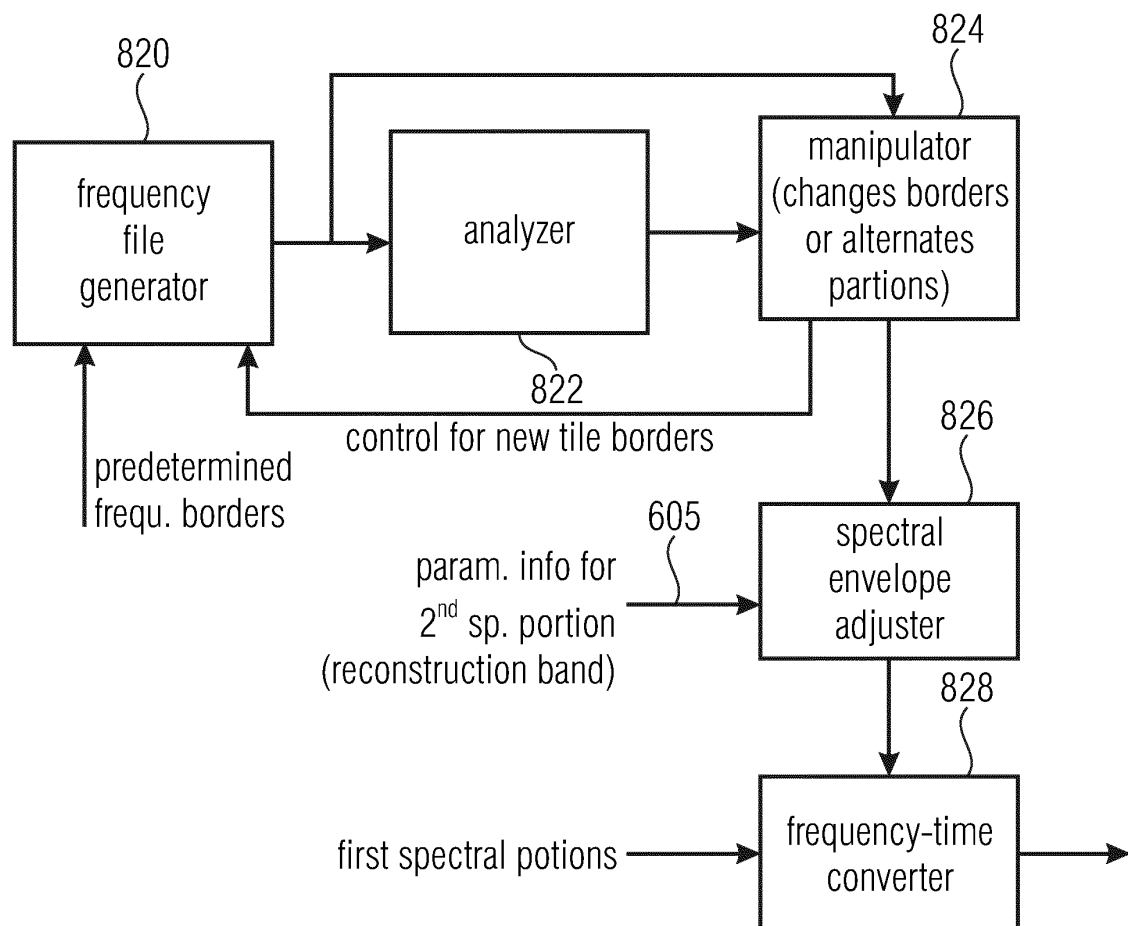 820
824
frequency
file
generator
analyzer
manipulator
(changes borders
or alternates
partions)
822
control for new tile borders
predetermined
frequ. borders
826
605
param. info for
2nd sp. portion
(reconstruction band)
spectral
envelope
adjuster
828
first spectral potions
frequency-time
converter